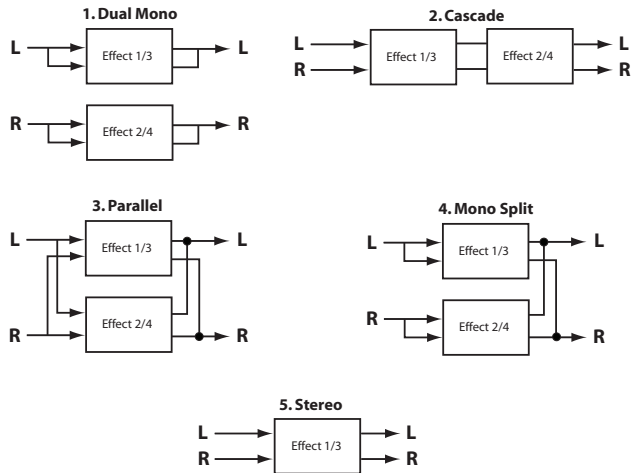 1. Dual Mono
L
Effect 1/3
L
R
Effect 2/4
R
2. Cascade
L
R
Effect 1/3
Effect 2/4
L
R
3. Parallel
L
Effect 1/3
L
R
Effect 2/4
R
4. Mono Split
L
Effect 1/3
L
R
Effect 2/4
R
5. Stereo
L
R
Effect 1/3
L
R